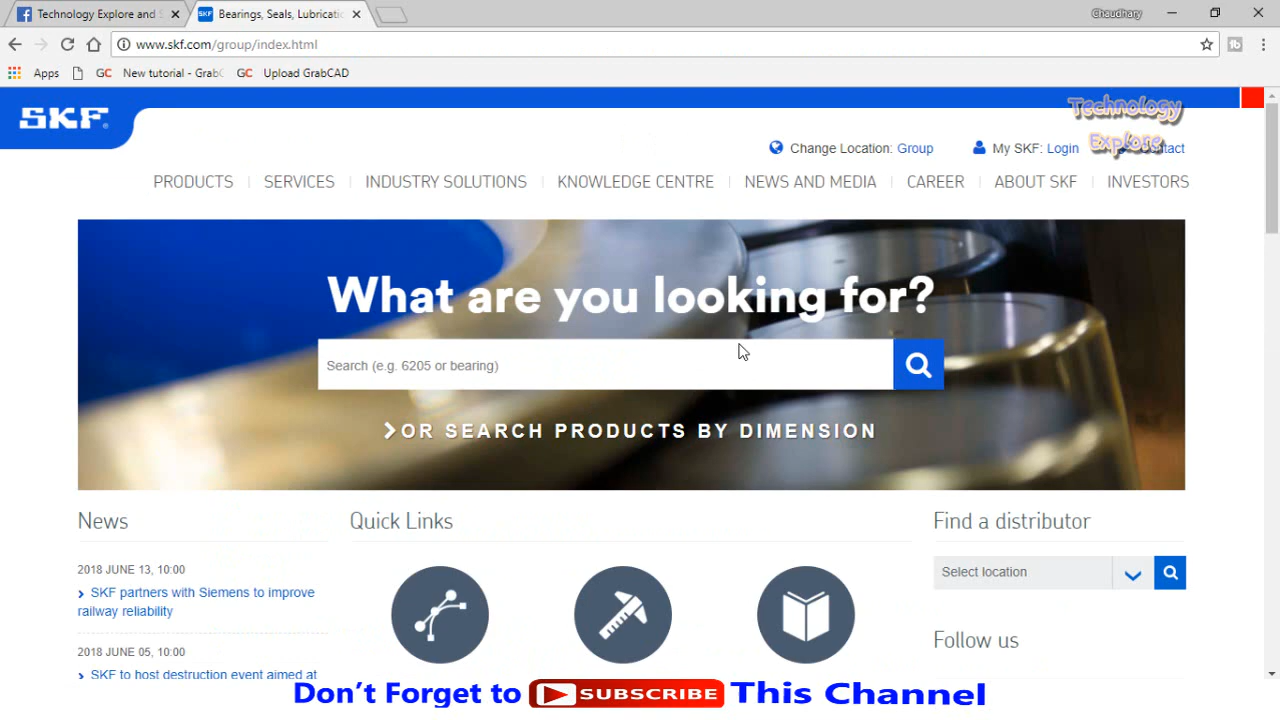 Technology Explore and
Bearings, Seals, Lubricatic
Chaudhary
www.skf.com/group/index.html
Apps
GC New tutorial - Grab
GC Upload GrabCAD
SKF
Technology
Explore
Change Location: Group
My SKF: Login
PRODUCTS
SERVICES
INDUSTRY SOLUTIONS
KNOWLEDGE CENTRE
NEWS AND MEDIA
CAREER
ABOUT SKF
INVESTORS
What are you looking for?
Search (e.g. 6205 or bearing)
OR SEARCH PRODUCTS BY DIMENSION
News
Quick Links
Find a distributor
2018 JUNE 13, 10:00
SKF partners with Siemens to improve
railway reliability
Select location
2018 JUNE 05, 10:00
SKF to host destruction event aimed at
Follow us
Don't Forget to SUBSCRIBE This Channel